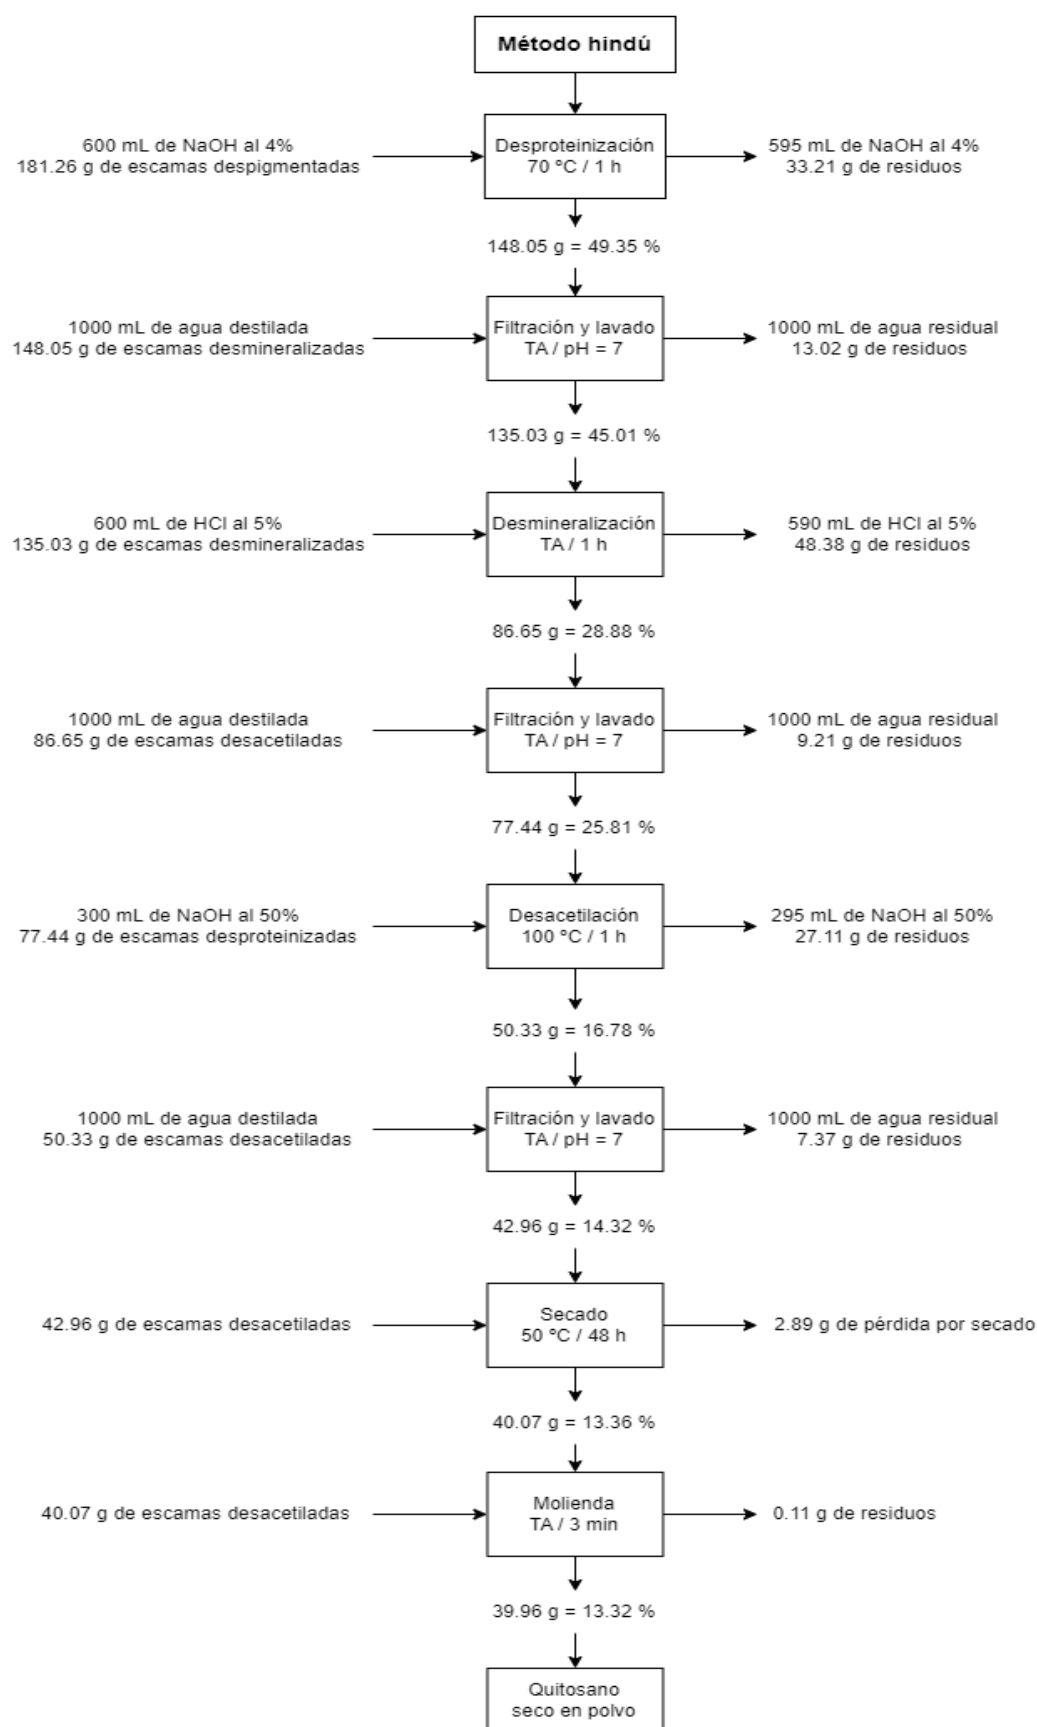 Método hindú
600 mL de NaOH al 4%
181.26 g de escamas despigmentadas
Desproteinización
70 ºC / 1 h
595 mL de NaOH al 4%
33.21 g de residuos
148.05 g = 49.35 %
1000 mL de agua destilada
148.05 g de escamas desmineralizadas
Filtración y lavado
TA / pH = 7
1000 mL de agua residual
13.02 g de residuos
135.03 g = 45.01 %
600 mL de HCl al 5%
135.03 g de escamas desmineralizadas
Desmineralización
TA / 1 h
590 mL de HCl al 5%
48.38 g de residuos
86.65 g = 28.88 %
1000 mL de agua destilada
86.65 g de escamas desacetiladas
Filtración y lavado
TA / pH = 7
1000 mL de agua residual
9.21 g de residuos
77.44 g = 25.81 %
300 mL de NaOH al 50%
77.44 g de escamas desproteinizadas
Desacetilación
100 ºC / 1 h
295 mL de NaOH al 50%
27.11 g de residuos
50.33 g = 16.78 %
1000 mL de agua destilada
50.33 g de escamas desacetiladas
Filtración y lavado
TA / pH = 7
1000 mL de agua residual
7.37 g de residuos
42.96 g = 14.32 %
42.96 g de escamas desacetiladas
Secado
50 ºC / 48 h
2.89 g de pérdida por secado
40.07 g = 13.36 %
40.07 g de escamas desacetiladas
Molienda
TA / 3 min
0.11 g de residuos
39.96 g = 13.32 %
Quitosano
seco en polvo